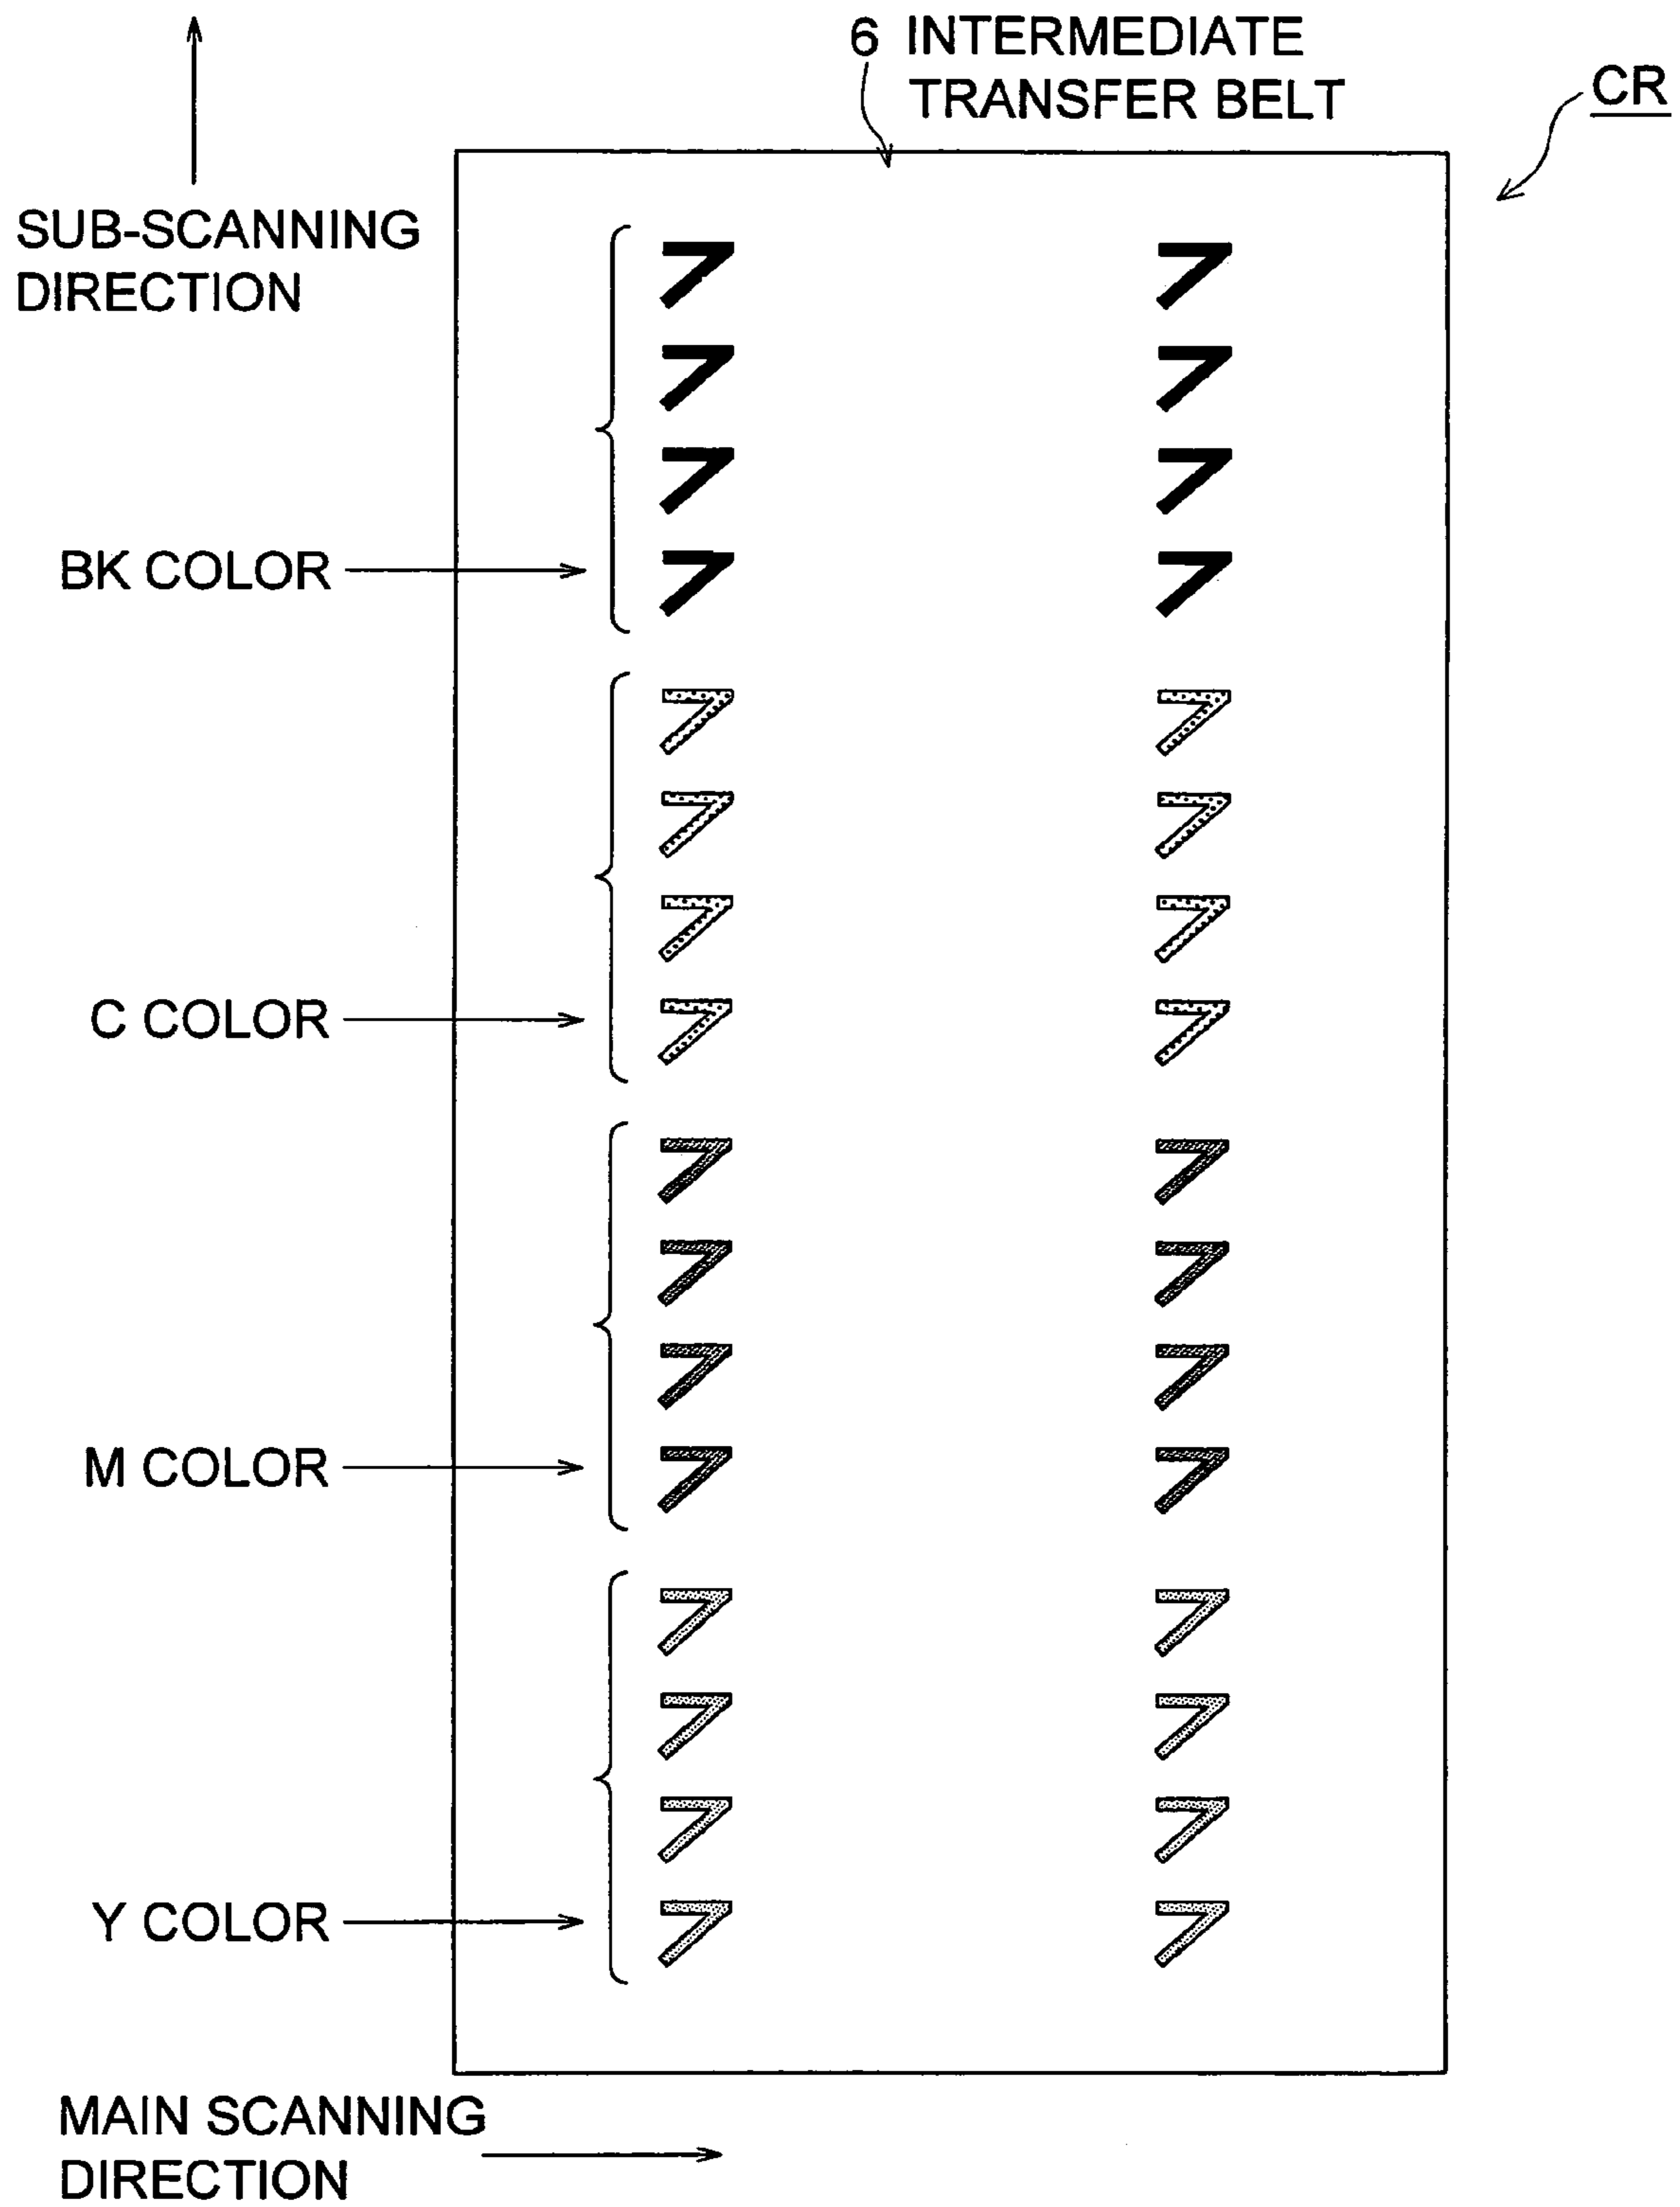 6 INTERMEDIATE
TRANSFER BELT
CR
SUB-SCANNING
DIRECTION
BK COLOR
C COLOR
M COLOR
Y COLOR
MAIN SCANNING
DIRECTION